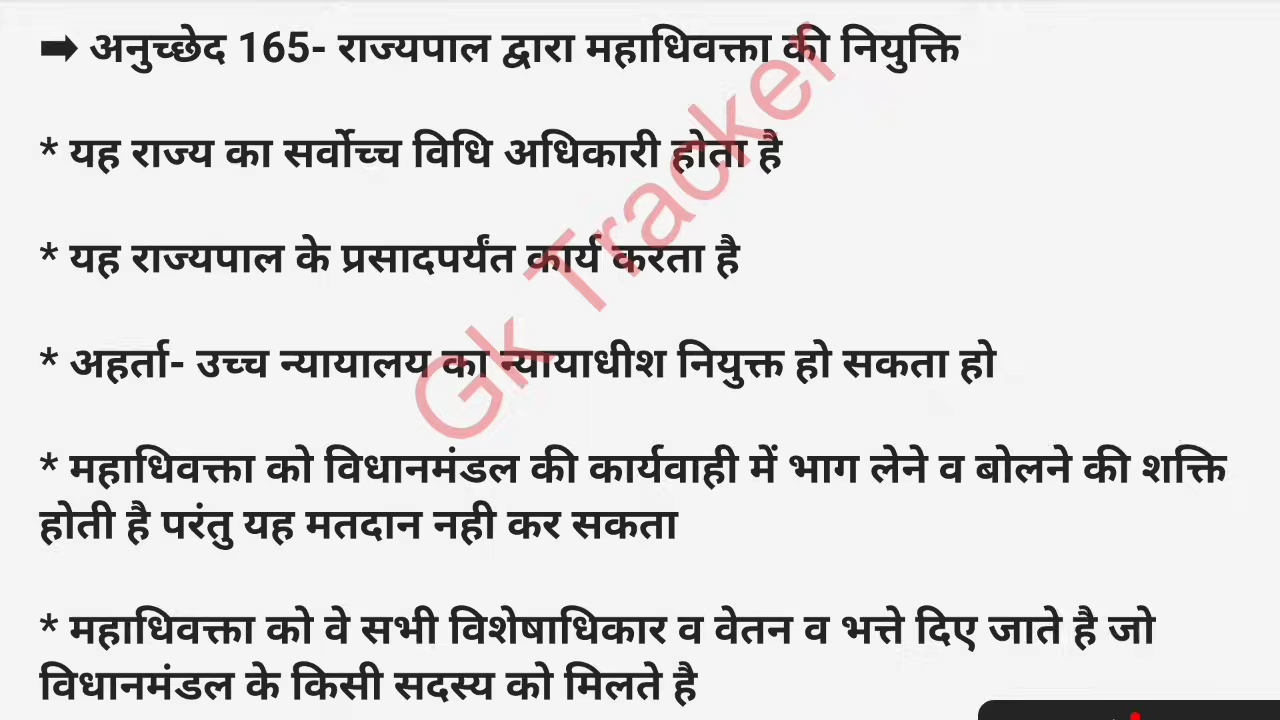 ➡ अनुच्छेद 165- राज्यपाल द्वारा महाधिवक्ता की नियुक्ति
* यह राज्य का सर्वोच्च विधि अधिकारी होता है
* यह राज्यपाल के प्रसादपर्यंत कार्य करता है
* अहर्ता- उच्च न्यायालय का न्यायाधीश नियुक्त हो सकता हो
* महाधिवक्ता को विधानमंडल की कार्यवाही में भाग लेने व बोलने की शक्ति
होती है परंतु यह मतदान नही कर सकता
* महाधिवक्ता को वे सभी विशेषाधिकार व वेतन व भत्ते दिए जाते है जो
विधानमंडल के किसी सदस्य को मिलते है
Gk Tracker